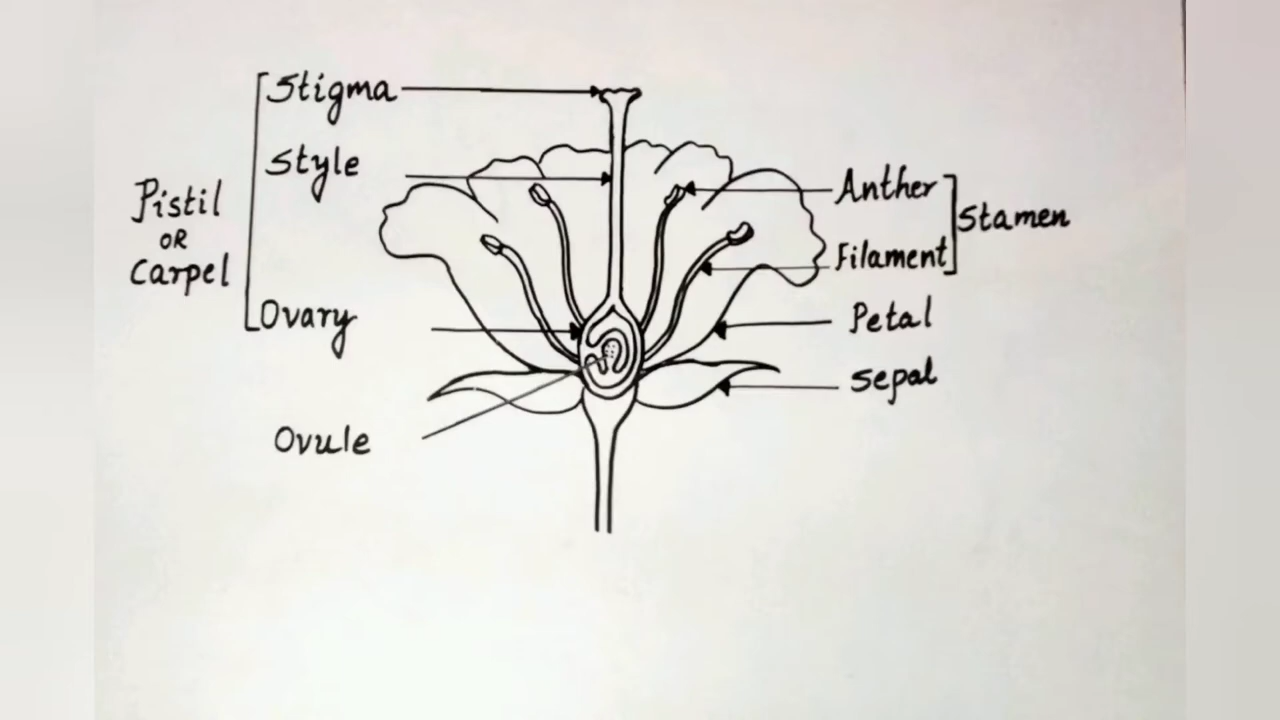 Stigma
Style
Pistil
OR
Carpel
Ovary
Ovule
Anther
Filament
Stamen
Petal
Sepal